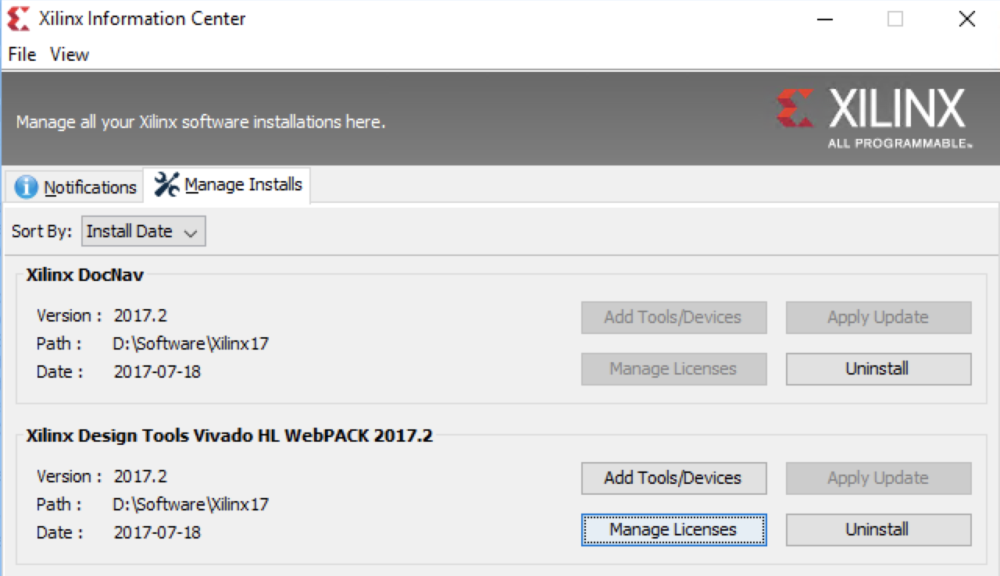 Xilinx Information Center
File View
Manage all your Xilinx software installations here.
XILINX
ALL PROGRAMMABLE™
Notifications Manage Installs
Sort By: Install Date
Xilinx DocNav
Version : 2017.2
Add Tools/Devices Apply Update
Path : D:\Software\Xilinx17
Date : 2017-07-18
Manage Licenses Uninstall
Xilinx Design Tools Vivado HL WebPACK 2017.2
Version : 2017.2
Add Tools/Devices Apply Update
Path : D:\Software\Xilinx17
Date : 2017-07-18
Manage Licenses Uninstall